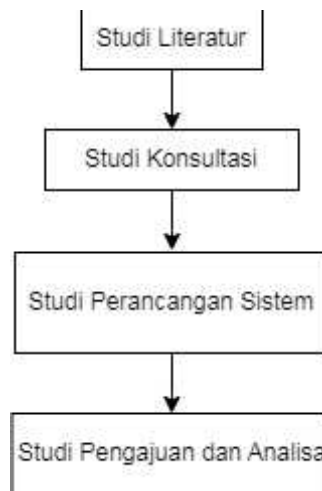 Studi Literatur
Studi Konsultasi
Studi Perancangan Sistem
Studi Pengajuan dan Analisa